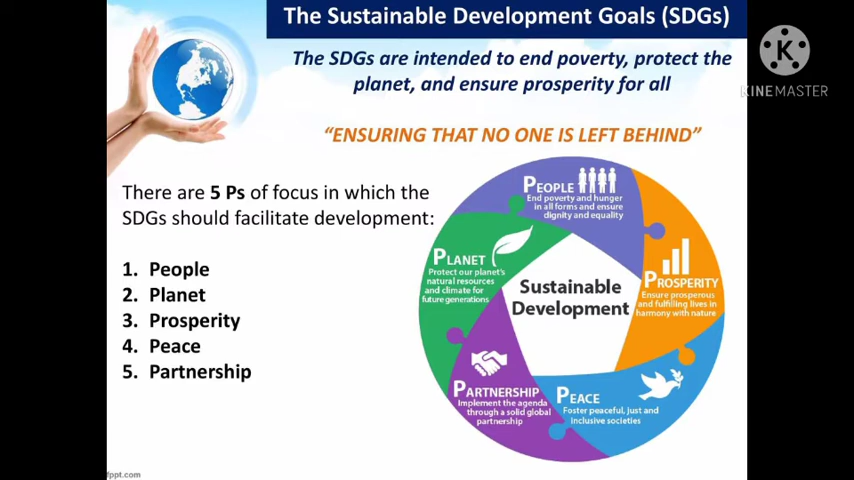 The Sustainable Development Goals (SDGs)
The SDGs are intended to end poverty, protect the
planet, and ensure prosperity for all
“ENSURING THAT NO ONE IS LEFT BEHIND”
K
KINEMASTER
There are 5 Ps of focus in which the
SDGs should facilitate development:
1. People
2. Planet
3. Prosperity
4. Peace
5. Partnership
PEOPLE
End poverty and hunger
in all forms and ensure
dignity and equality
PLANET
Protect our planet's
natural resources
and climate for
future generations
Sustainable
Development
PROSPERITY
Ensure prosperous
and fulfilling lives in
harmony with nature
PARTNERSHIP
Implement the agenda
through a solid global
partnership
PEACE
Foster peaceful, just and
inclusive societies
fppt.com